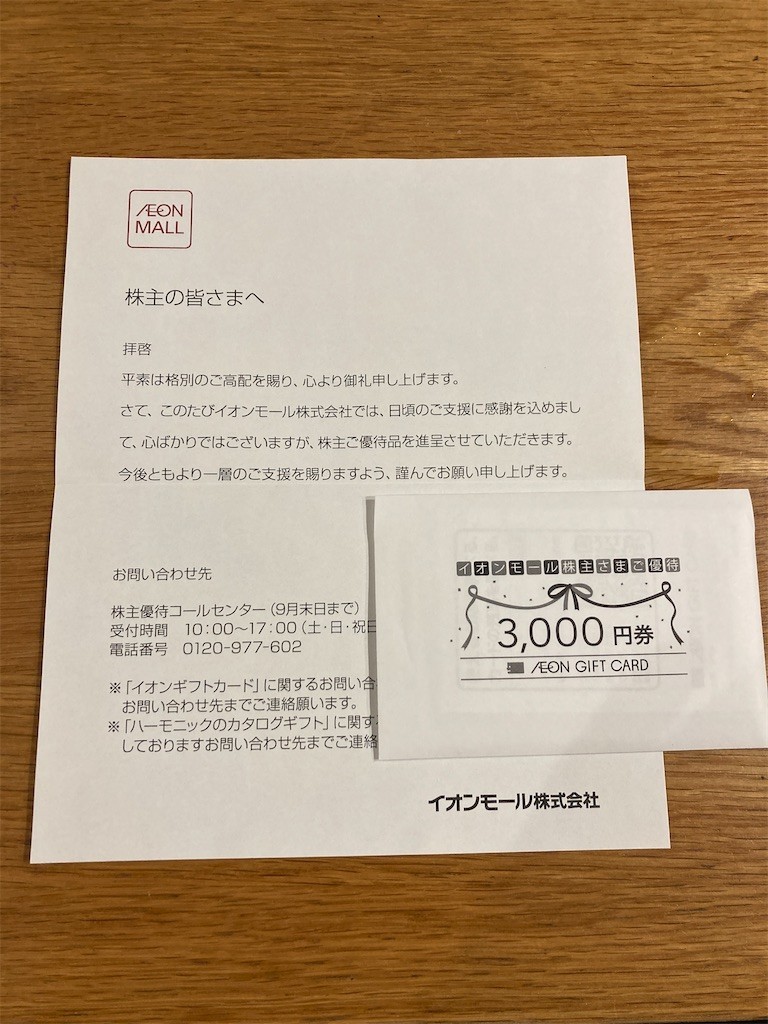 ÆON
MALL
株主の皆さまへ
拝啓
平素は格別のご高配を賜り、心より御礼申し上げます。
さて、このたびイオンモール株式会社では、日頃のご支援に感謝を込めまし
て、心ばかりではございますが、株主ご優待品を進呈させていただきます。
今後ともより一層のご支援を賜りますよう、謹んでお願い申し上げます。
お問い合わせ先
株主優待コールセンター（9月末日まで）
受付時間　10：00〜17：00（土・日・祝日
電話番号　0120-977-602
※「イオンギフトカード」に関するお問い合
お問い合わせ先までご連絡願います。
※「ハーモニックのカタログギフト」に関す
しておりますお問い合わせ先までご連絡
イオンモール株式会社
イオンモール株主さまご優待
3,000円券
ÆON GIFT CARD